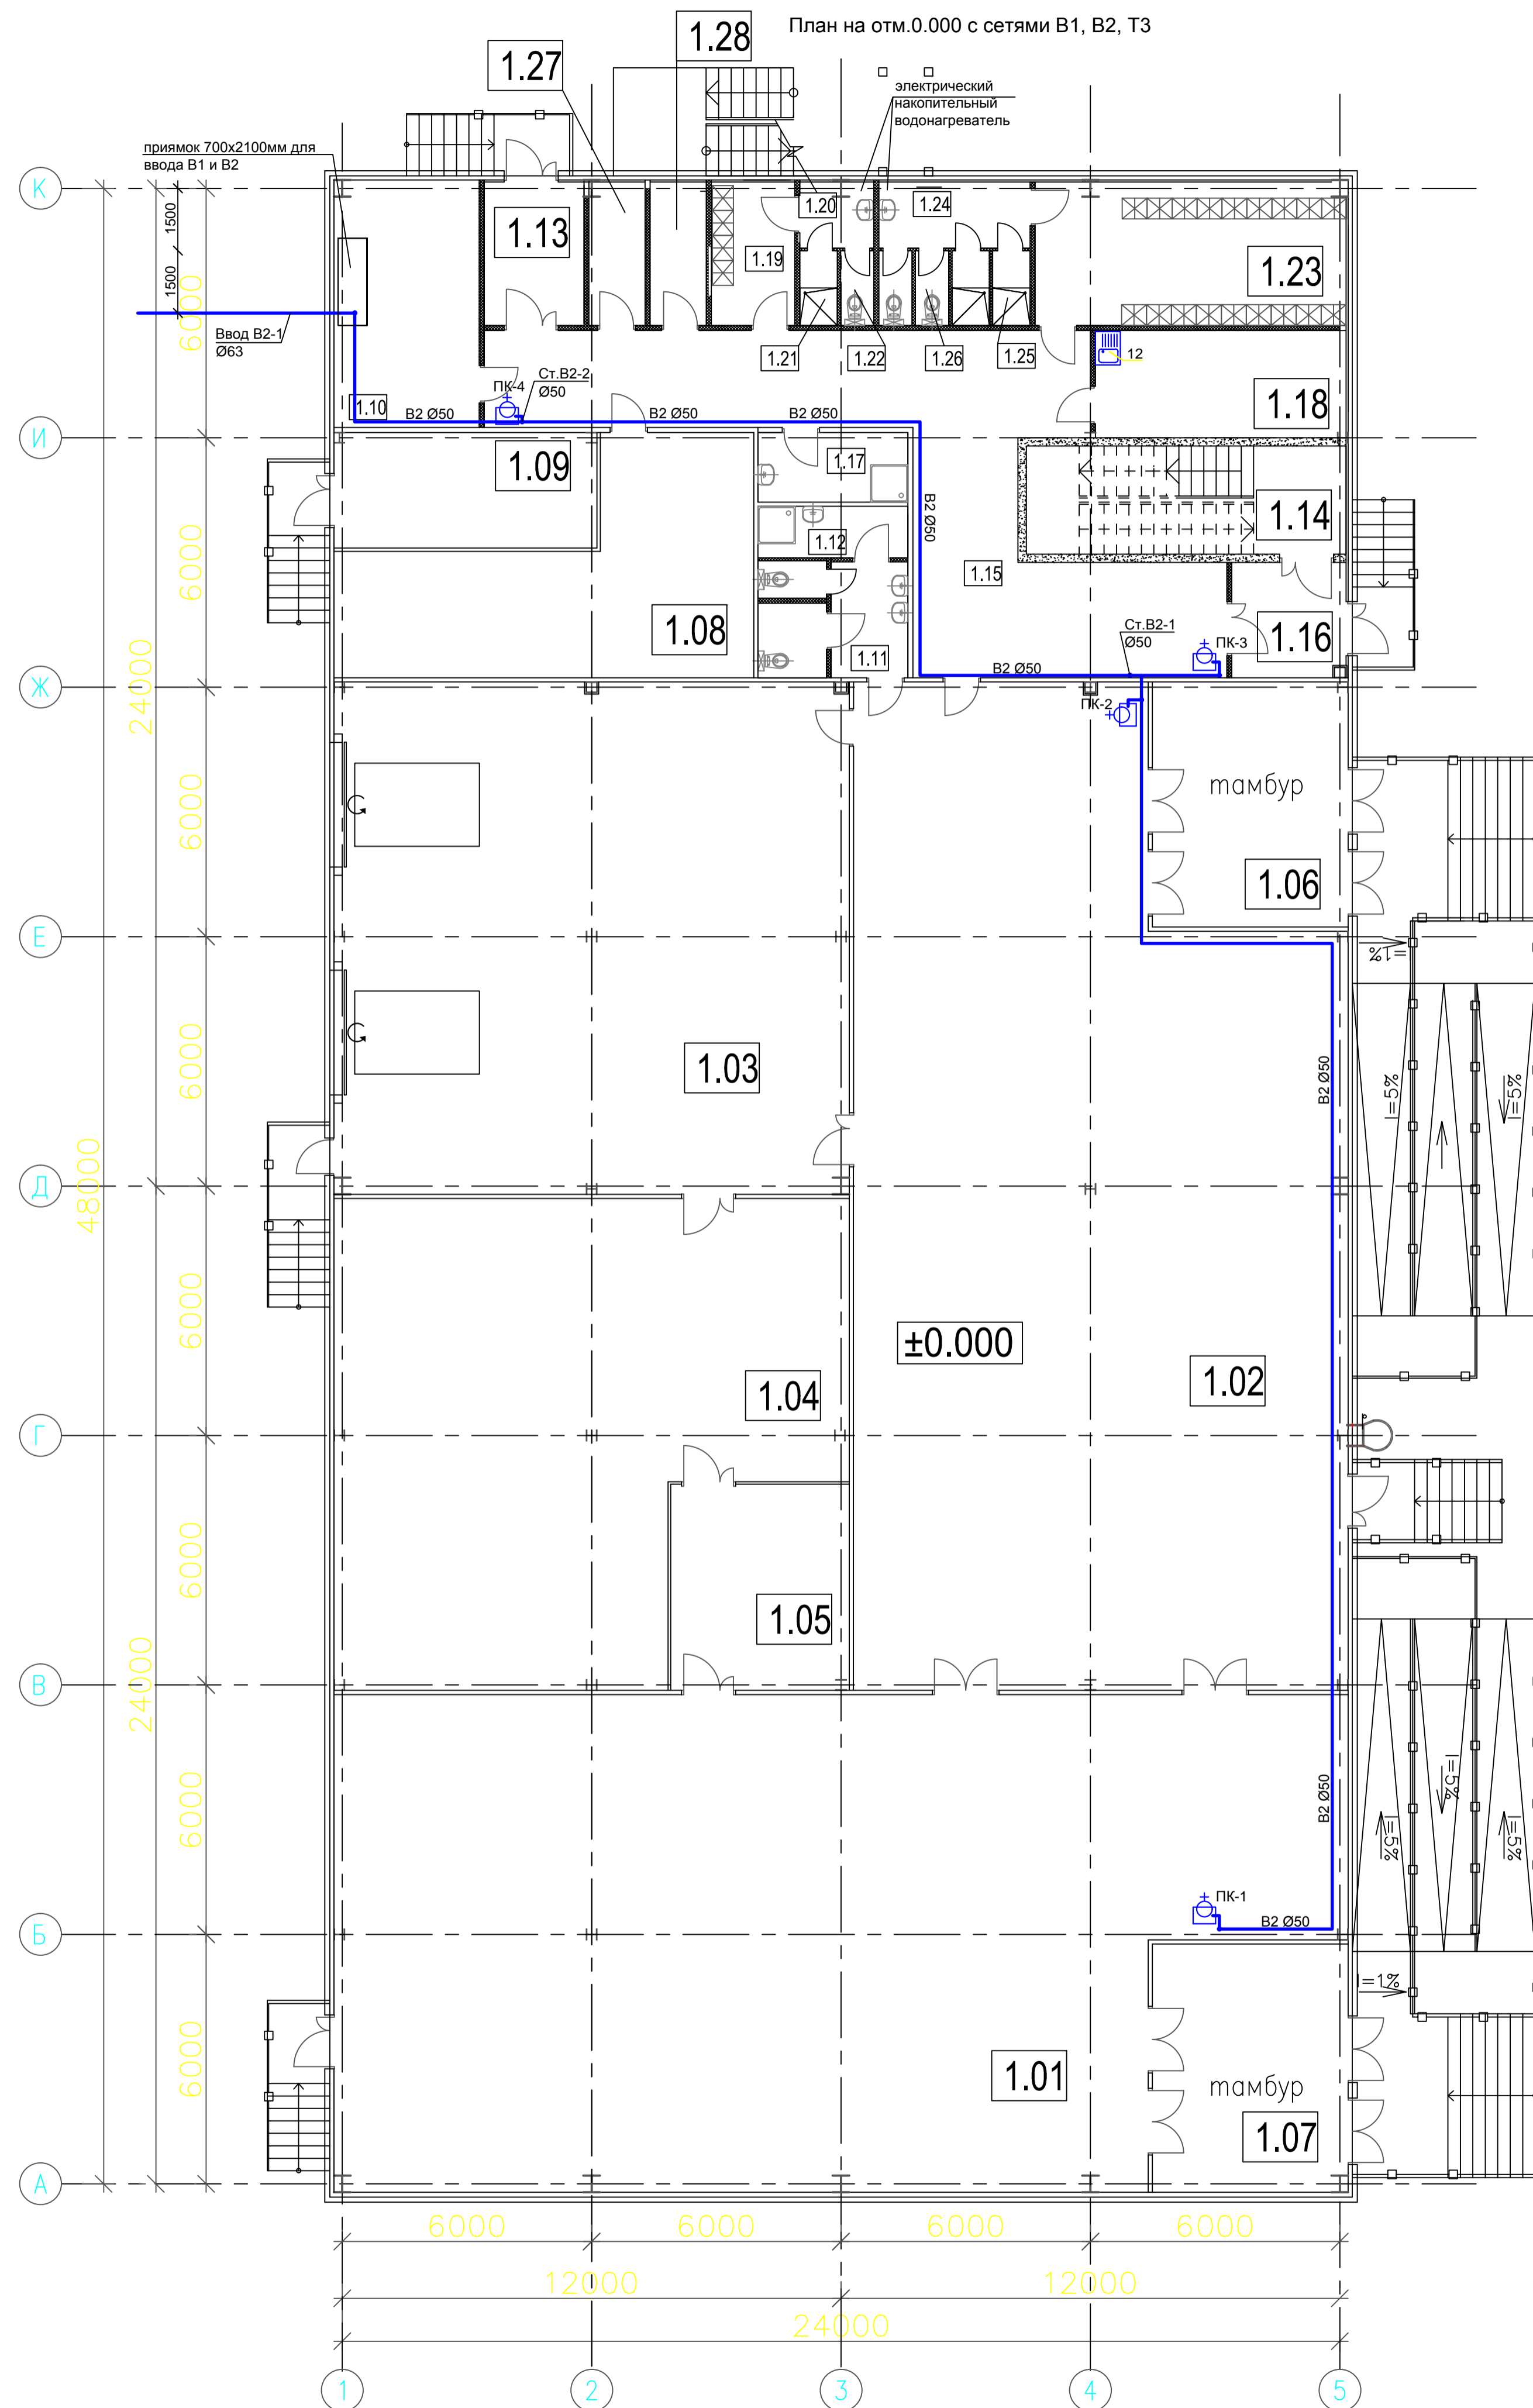 План на отм.0.000 с сетями В1, В2, Т3
1.28
1.27
электрический
накопительный
водонагреватель
приямок 700х2100мм для
ввода В1 и В2
К
1500
1500
6000
1.13
1.20
1.24
1.19
1.23
Ввод В2-1
Ø63
1.21
1.22
1.26
1.25
12
ПК-4
Ст.В2-2
Ø50
1.10
В2 Ø50
В2 Ø50
В2 Ø50
1.18
И
1.09
1.17
В2 Ø50
1.14
1.12
6000
1.15
1.08
1.11
Ст.В2-1
Ø50
ПК-3
1.16
В2 Ø50
24000
Ж
ПК-2
тамбур
6000
1.06
Е
I=1%
6000
1.03
В2 Ø50
I=5%
I=5%
48000
Д
6000
±0.000
1.04
1.02
Г
6000
1.05
24000
В
6000
В2 Ø50
I=5%
I=5%
I=5%
ПК-1
В2 Ø50
Б
I=1%
6000
1.01
тамбур
1.07
А
6000
6000
6000
6000
12000
12000
24000
1
2
3
4
5